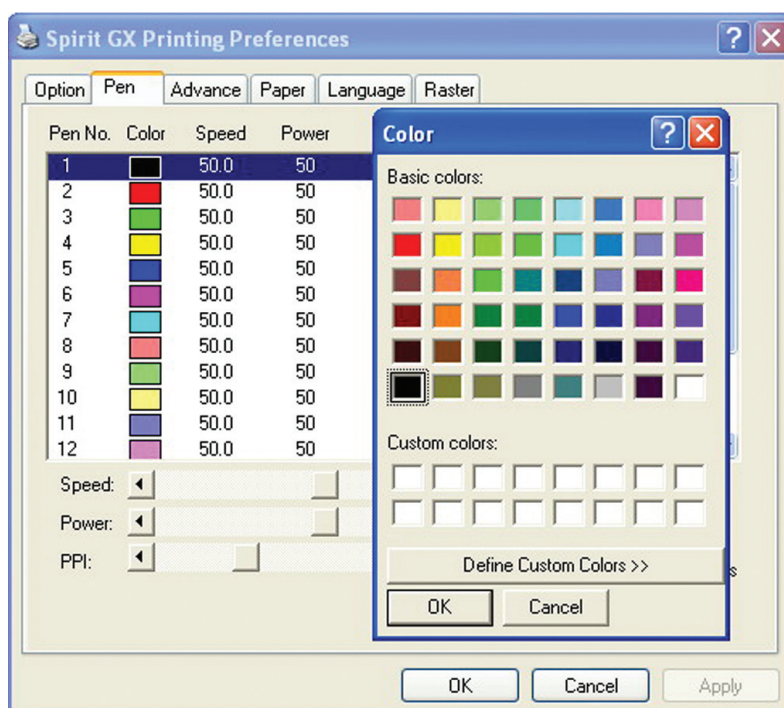 Spirit GX Printing Preferences
Option Pen Advance Paper Language Raster
Pen No. Color Speed Power
1 50.0 50
2 50.0 50
3 50.0 50
4 50.0 50
5 50.0 50
6 50.0 50
7 50.0 50
8 50.0 50
9 50.0 50
10 50.0 50
11 50.0 50
12 50.0 50
Speed:
Power:
PPI:
Color
Basic colors:
Custom colors:
Define Custom Colors >>
OK Cancel
OK Cancel Apply